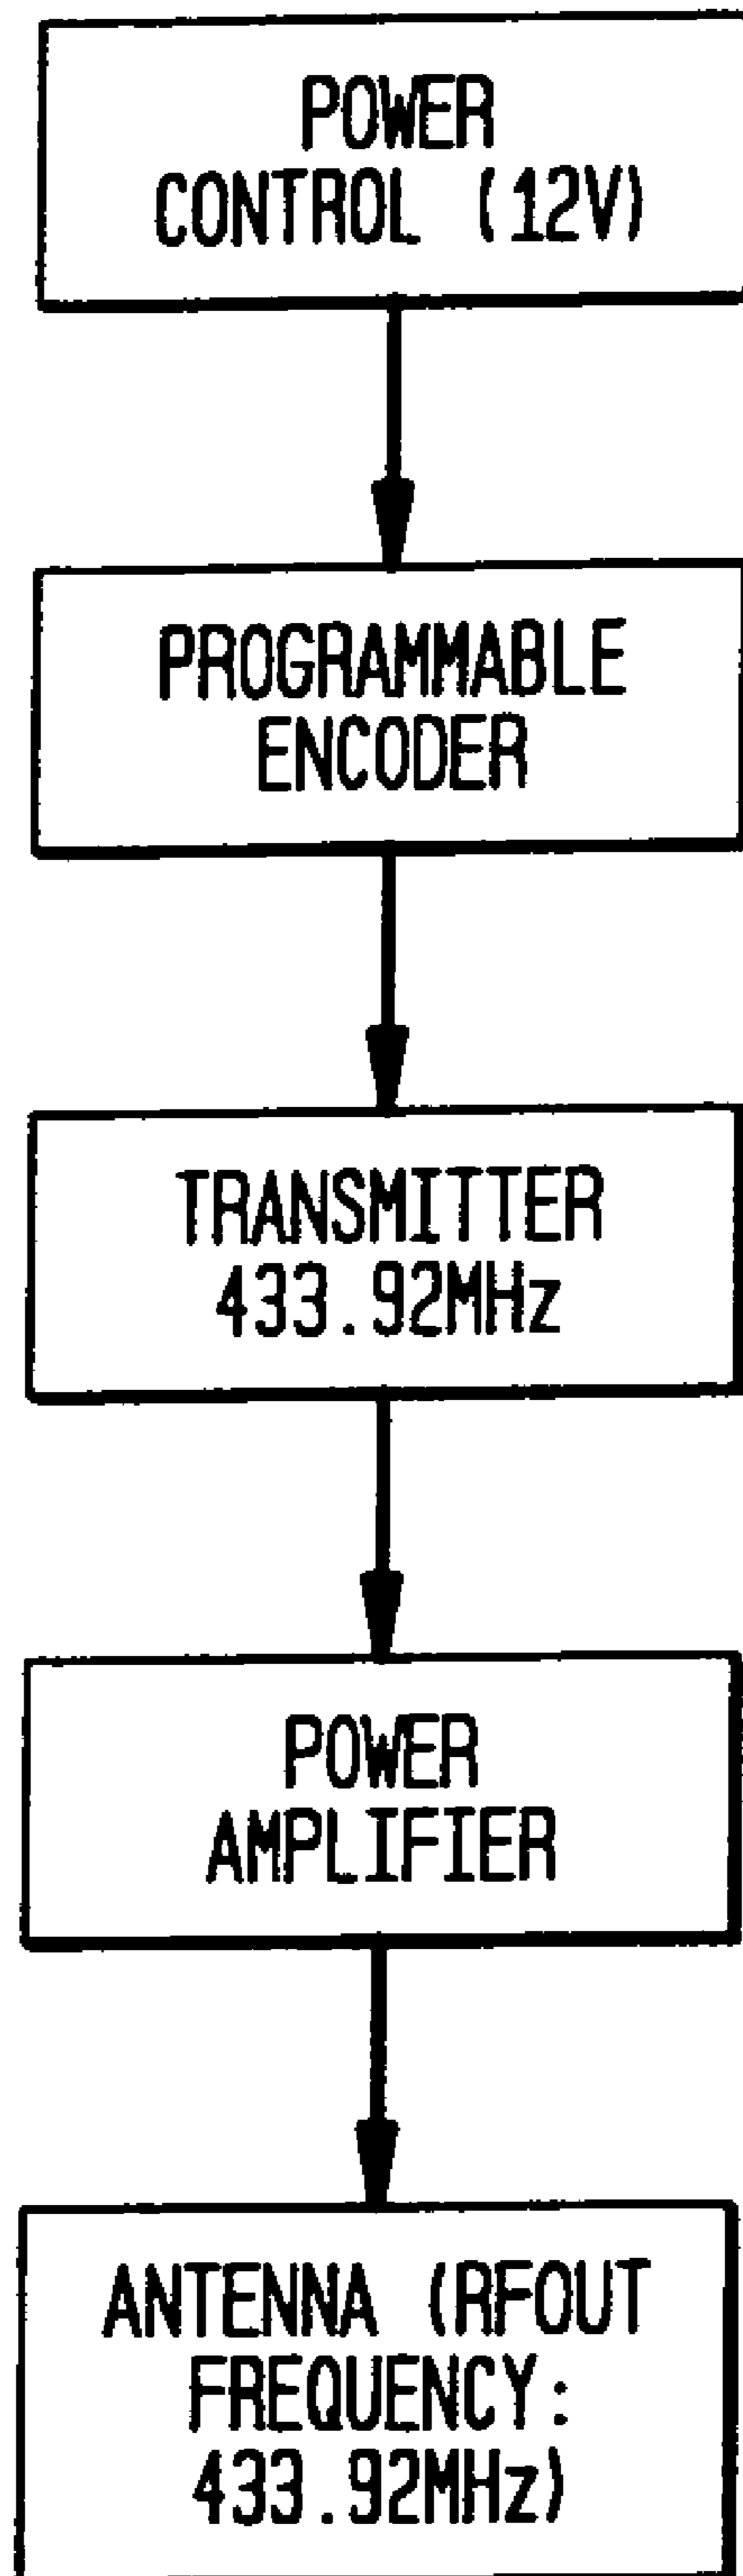 POWER
CONTROL (12V)
PROGRAMMABLE
ENCODER
TRANSMITTER
433.92MHz
POWER
AMPLIFIER
ANTENNA (RFOUT
FREQUENCY:
433.92MHz)